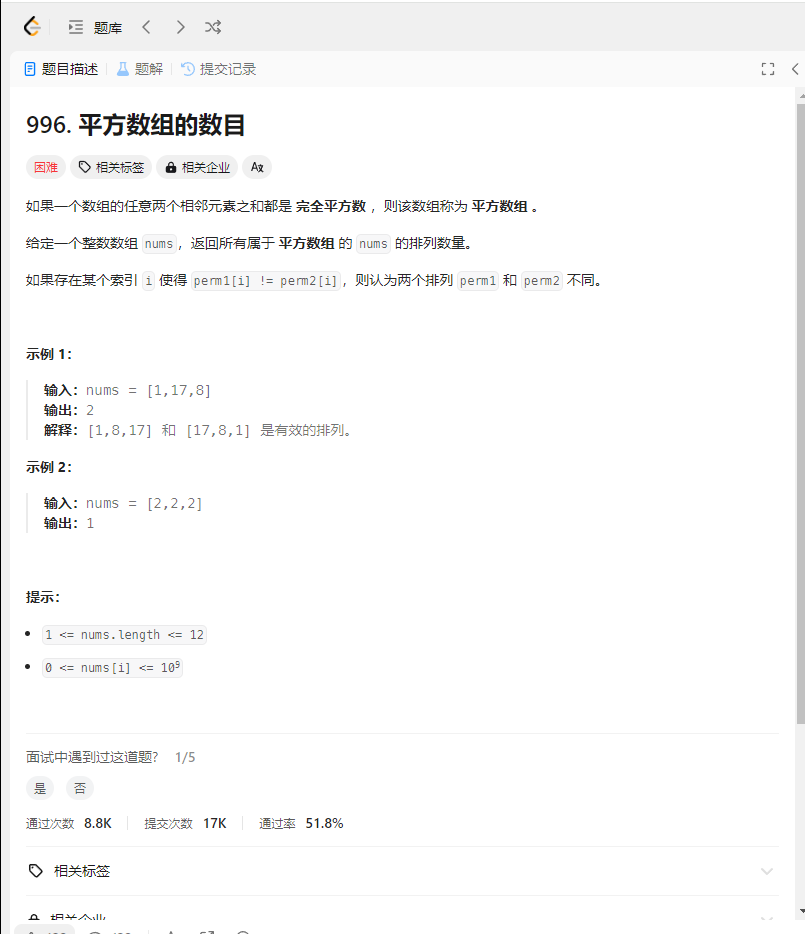 题库
题目描述 题解 提交记录
996. 平方数组的数目
困难 相关标签 相关企业 Aあ
如果一个数组的任意两个相邻元素之和都是 完全平方数 ，则该数组称为 平方数组 。
给定一个整数数组 nums，返回所有属于 平方数组 的 nums 的排列数量。
如果存在某个索引 i 使得 perm1[i] != perm2[i]，则认为两个排列 perm1 和 perm2 不同。
示例 1：
输入：nums = [1,17,8]
输出：2
解释：[1,8,17] 和 [17,8,1] 是有效的排列。
示例 2：
输入：nums = [2,2,2]
输出：1
提示：
1 <= nums.length <= 12
0 <= nums[i] <= 10⁹
面试中遇到过这道题? 1/5
是 否
通过次数 8.8K 提交次数 17K 通过率 51.8%
相关标签
相关企业